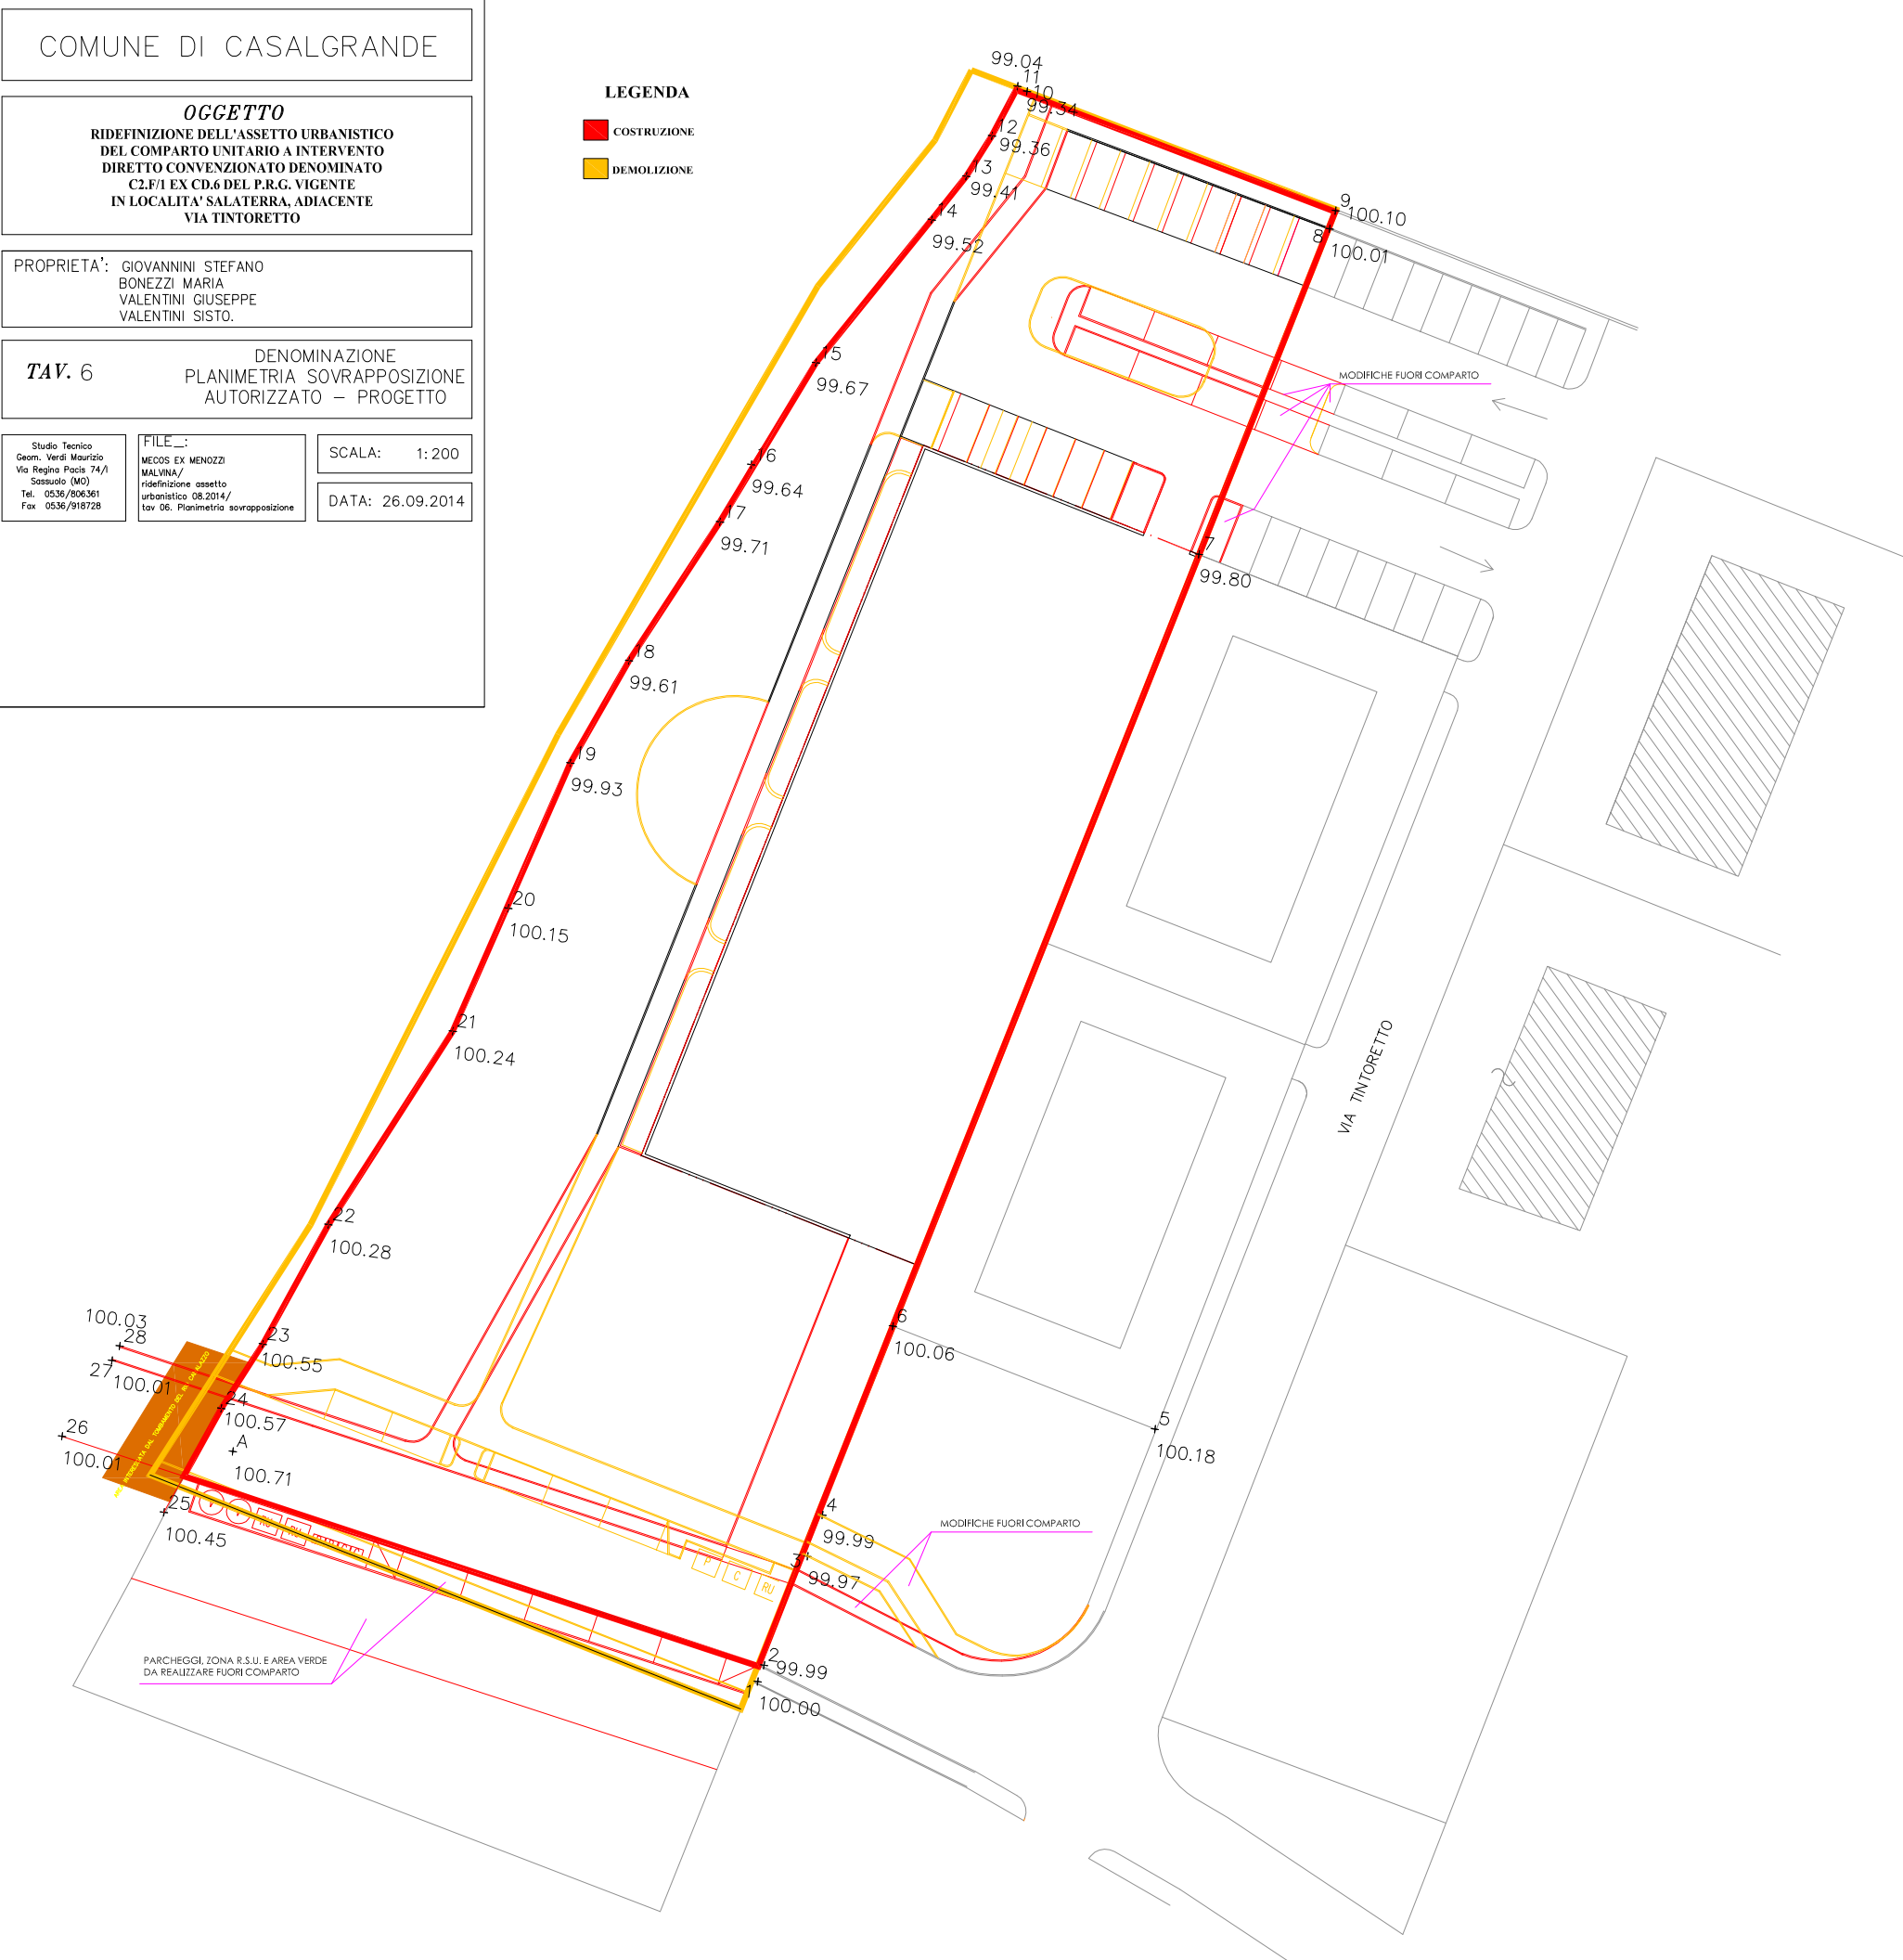 COMUNE DI CASALGRANDE
OGGETTO
RIDEFINIZIONE DELL'ASSETTO URBANISTICO
DEL COMPARTO UNITARIO A INTERVENTO
DIRETTO CONVENZIONATO DENOMINATO
C2.F/1 EX CD.6 DEL P.R.G. VIGENTE
IN LOCALITA' SALATERRA, ADIACENTE
VIA TINTORETTO
PROPRIETA': GIOVANNINI STEFANO
BONEZZI MARIA
VALENTINI GIUSEPPE
VALENTINI SISTO.
TAV. 6
DENOMINAZIONE
PLANIMETRIA SOVRAPPOSIZIONE
AUTORIZZATO – PROGETTO
Studio Tecnico
Geom. Verdi Maurizio
Via Regina Pacis 74/I
Sassuolo (MO)
Tel. 0536/806361
Fax 0536/918728
FILE_:
MECOS EX MENOZZI
MALVINA/
ridefinizione assetto
urbanistico 08.2014/
tav 06. Planimetria sovrapposizione
SCALA: 1:200
DATA: 26.09.2014
LEGENDA
COSTRUZIONE
DEMOLIZIONE
99.04
11
10
99.34
12
99.36
13
99.41
14
99.52
9
100.10
8
100.01
15
99.67
MODIFICHE FUORI COMPARTO
16
99.64
17
99.71
7
99.80
18
99.61
19
99.93
20
100.15
21
100.24
VIA TINTORETTO
22
100.28
100.03
28
23
100.55
6
100.06
27
100.01
24
100.57
26
100.01
A
100.71
5
100.18
25
100.45
4
99.99
MODIFICHE FUORI COMPARTO
3
99.97
P
C
RU
RU
RU
INTERESSATA DAL TOMBAMENTO DEL
PARCHEGGI, ZONA R.S.U. E AREA VERDE
DA REALIZZARE FUORI COMPARTO
2
99.99
1
100.00